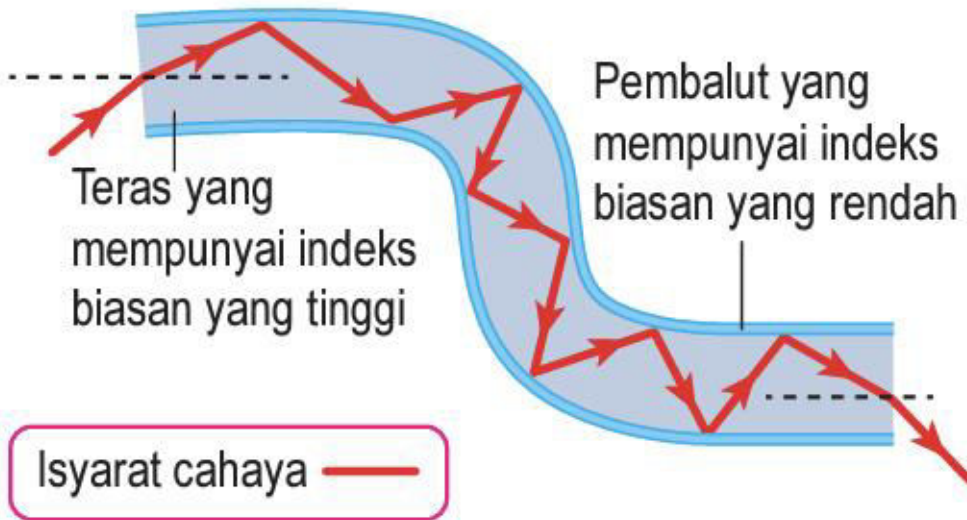 Teras yang
mempunyai indeks
biasan yang tinggi
Pembalut yang
mempunyai indeks
biasan yang rendah
Isyarat cahaya